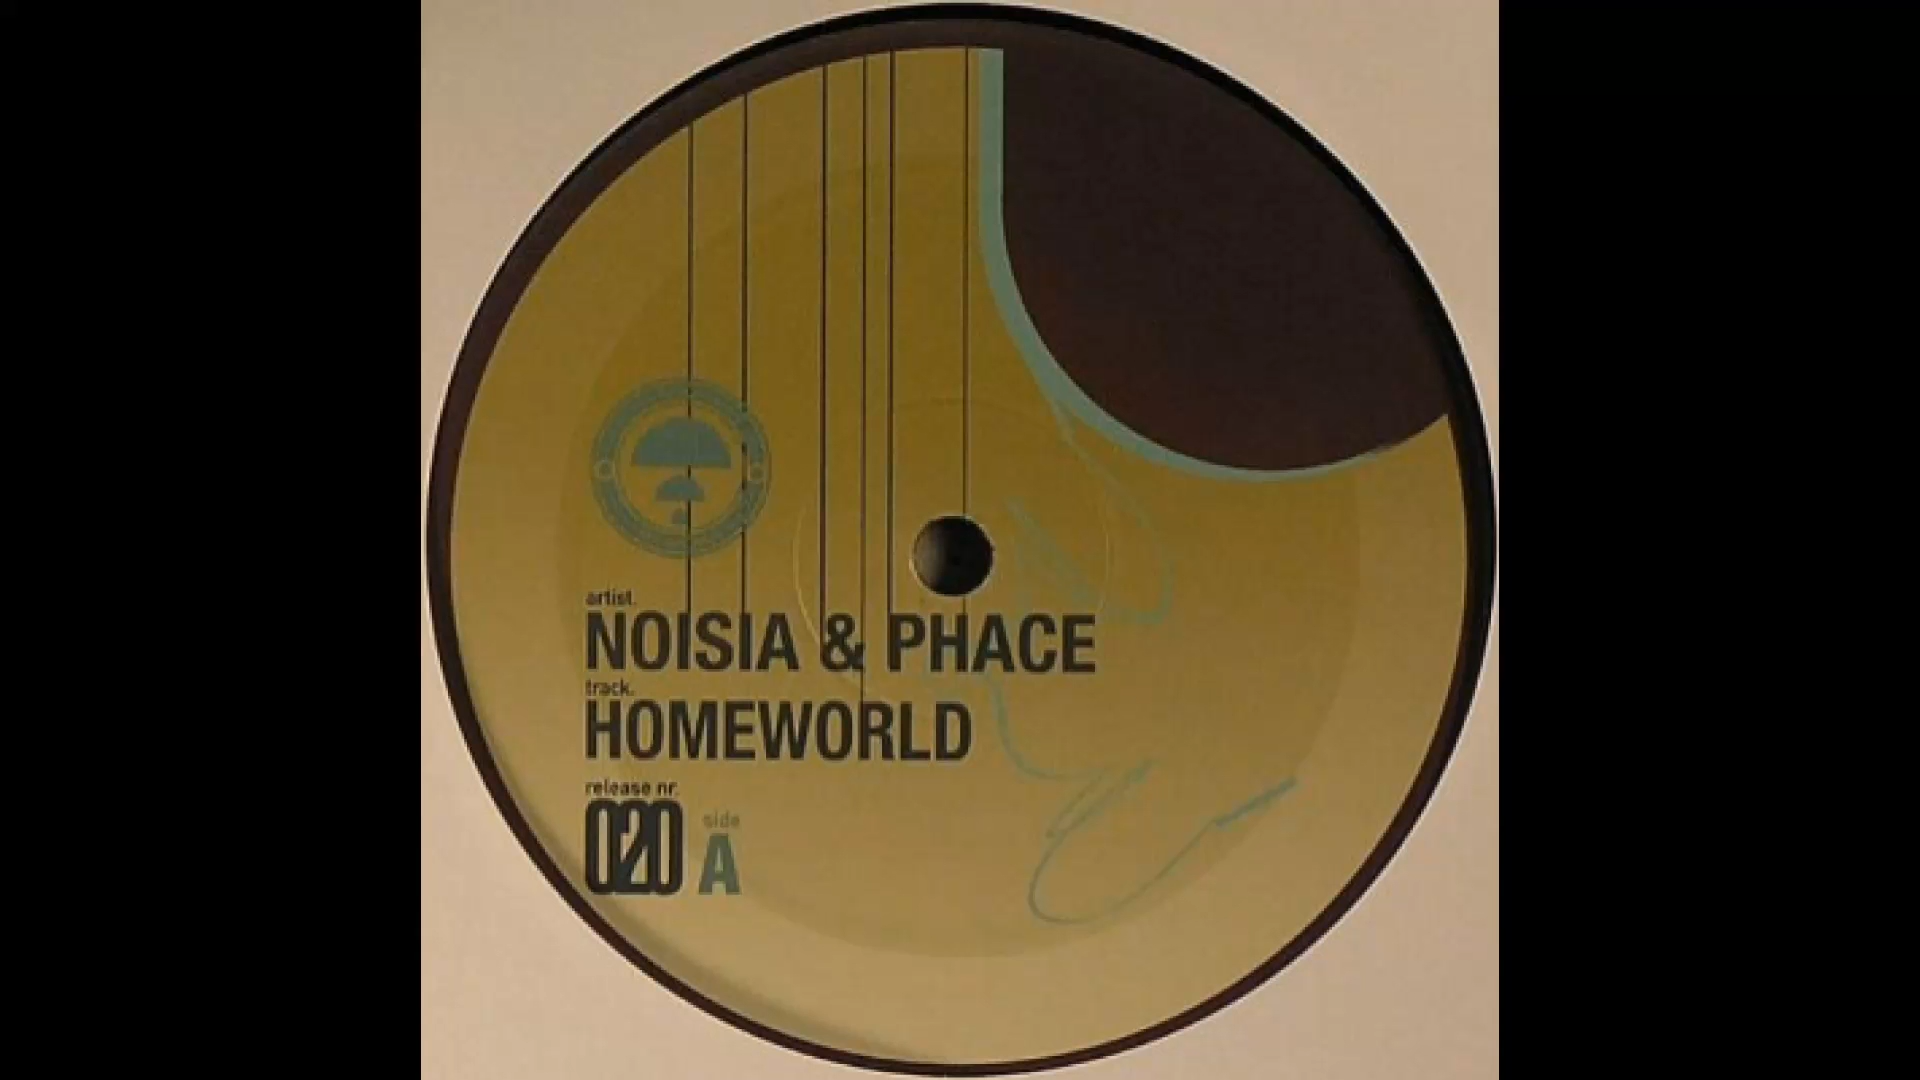 artist.
NOISIA & PHACE
track.
HOMEWORLD
release nr.
020
side
A